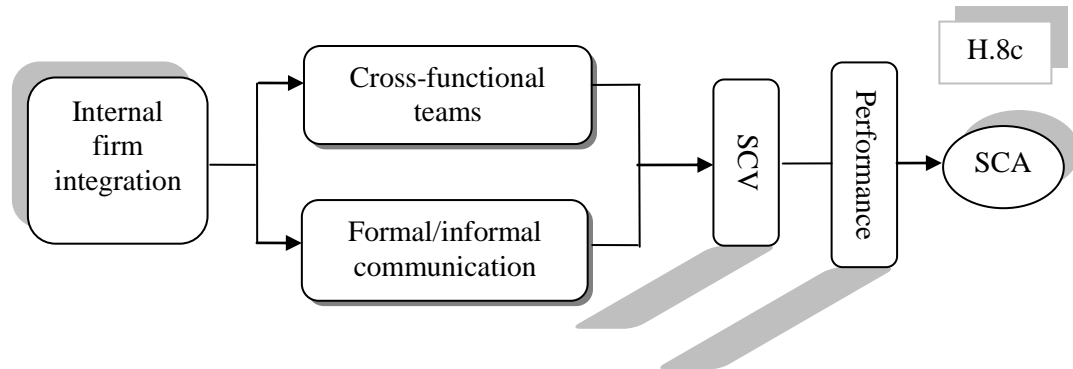 Internal
firm
integration
Cross-functional
teams
Formal/informal
communication
SCV
Performance
H.8c
SCA